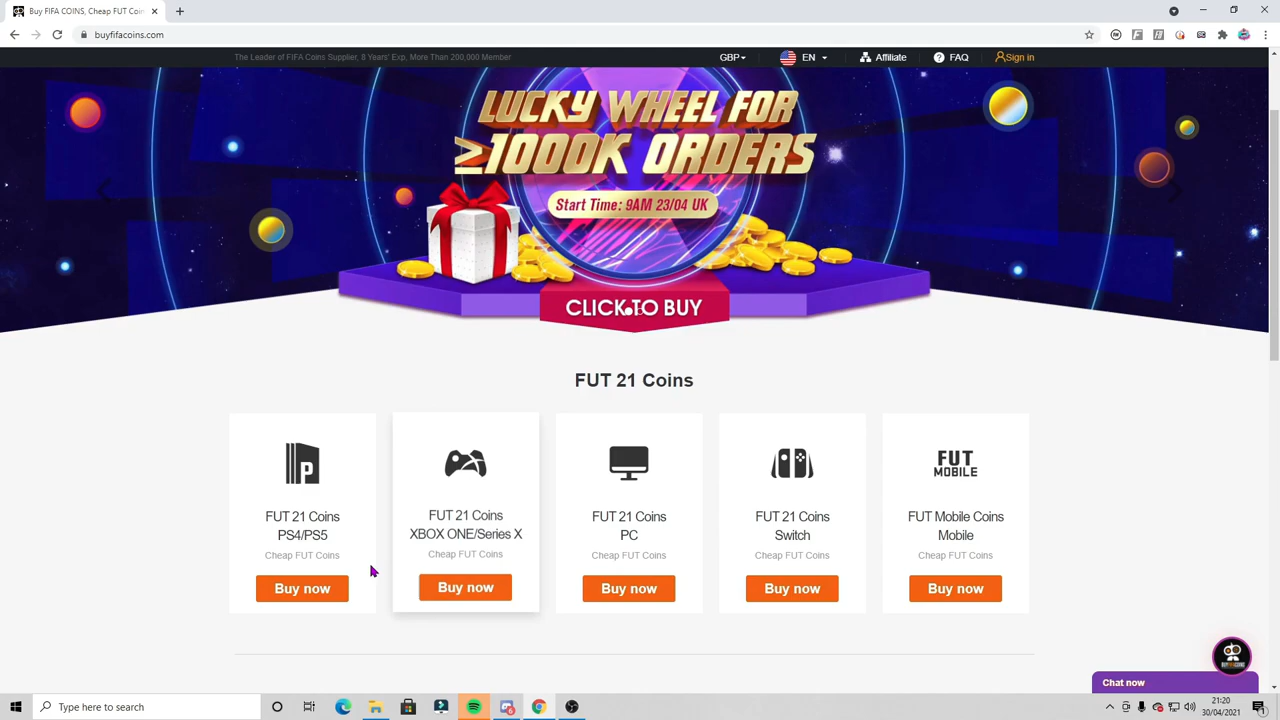 Buy FIFA COINS, Cheap FUT Coin
buyfifacoins.com
The Leader of FIFA Coins Supplier, 8 Years' Exp, More Than 200,000 Member
GBP
EN
Affiliate
FAQ
Sign in
LUCKY WHEEL FOR
≥1000K ORDERS
Start Time: 9AM 23/04 UK
CLICK TO BUY
FUT 21 Coins
FUT 21 Coins
PS4/PS5
Cheap FUT Coins
Buy now
FUT 21 Coins
XBOX ONE/Series X
Cheap FUT Coins
Buy now
FUT 21 Coins
PC
Cheap FUT Coins
Buy now
FUT 21 Coins
Switch
Cheap FUT Coins
Buy now
FUT
MOBILE
FUT Mobile Coins
Mobile
Cheap FUT Coins
Buy now
BUYFIFACOINS
Chat now
Type here to search
21:20
30/04/2021